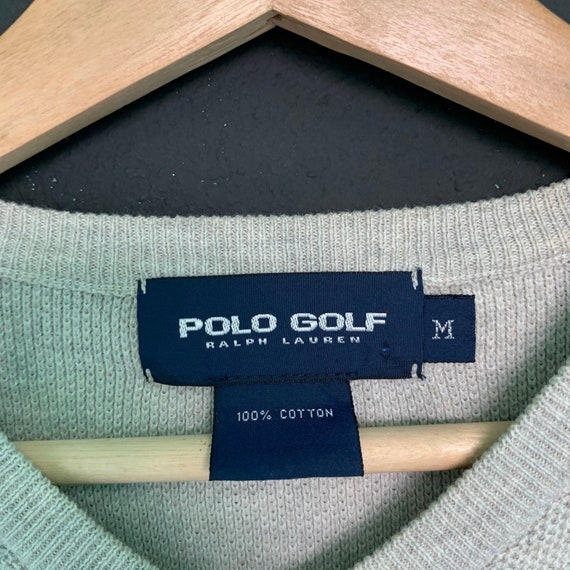 POLO GOLF
RALPH LAUREN
M
100% COTTON